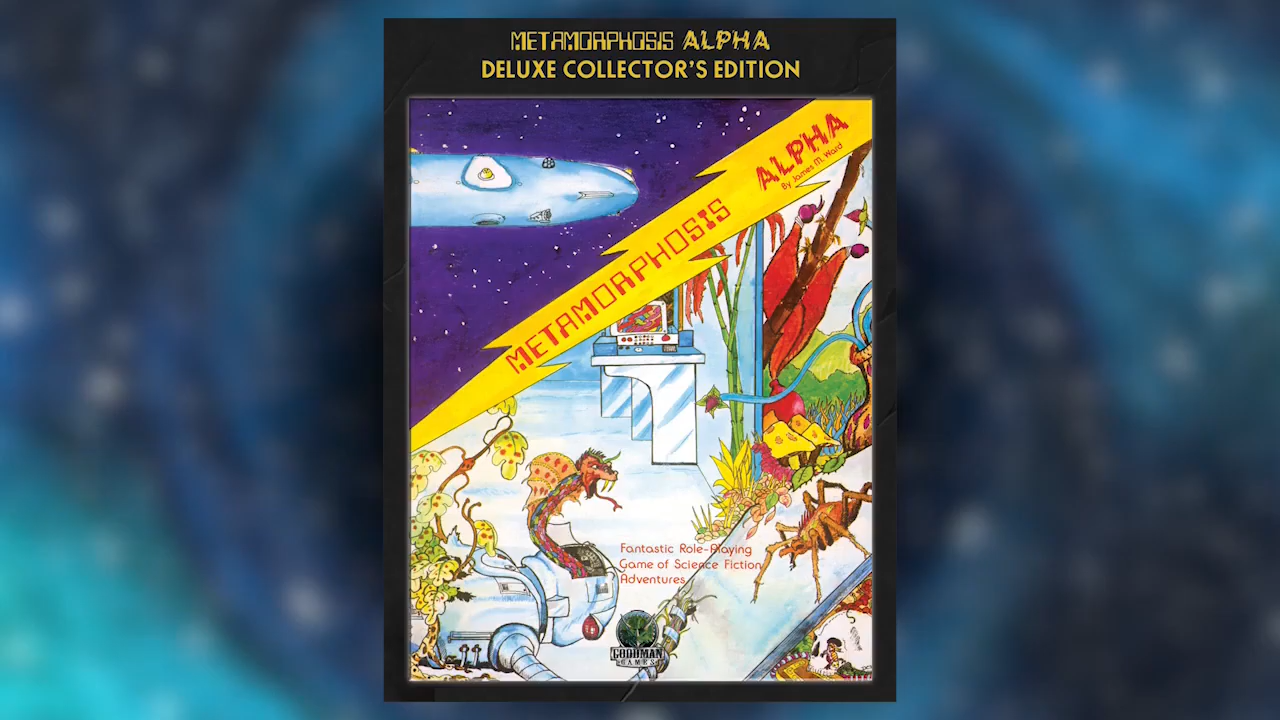 METAMORPHOSIS ALPHA
DELUXE COLLECTOR'S EDITION
METAMORPHOSIS ALPHA
By James M. Ward
Fantastic Role-Playing
Game of Science Fiction
Adventures
GOODMAN
GAMES